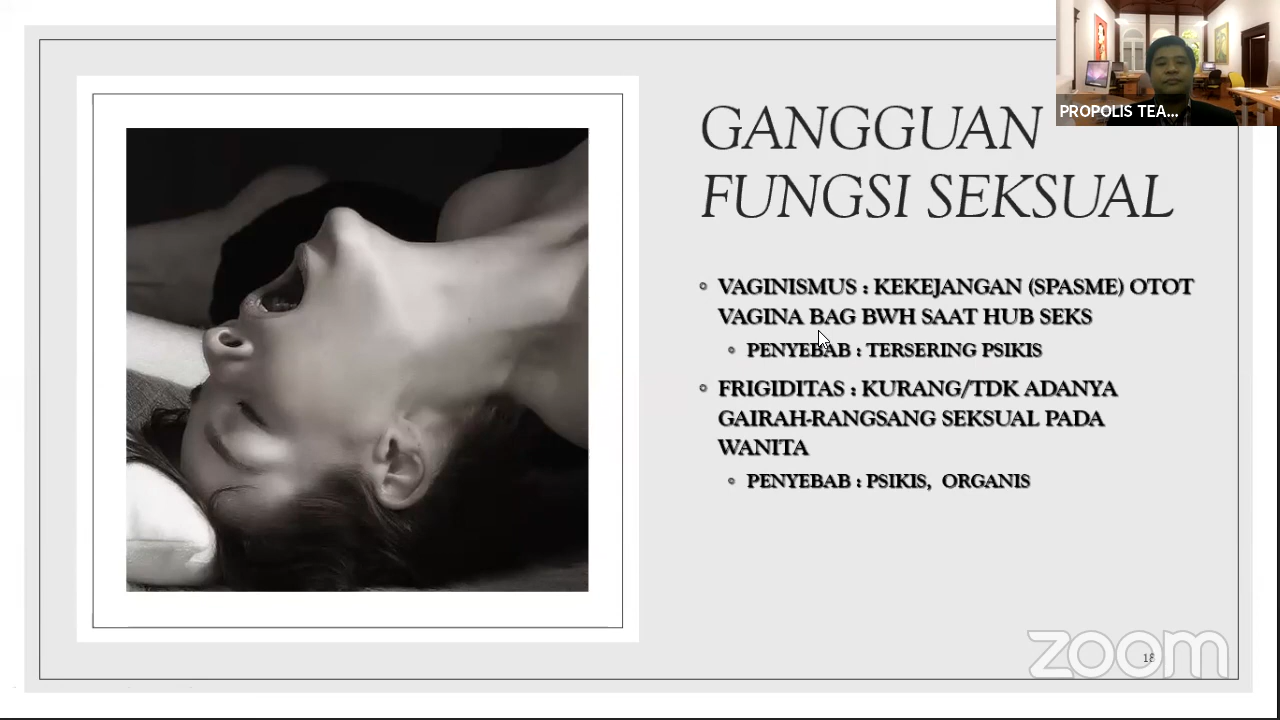 PROPOLIS TEA...
GANGGUAN
FUNGSI SEKSUAL
VAGINISMUS : KEKEJANGAN (SPASME) OTOT
VAGINA BAG BWH SAAT HUB SEKS
PENYEBAB : TERSERING PSIKIS
FRIGIDITAS : KURANG/TDK ADANYA
GAIRAH-RANGSANG SEKSUAL PADA
WANITA
PENYEBAB : PSIKIS, ORGANIS
zoom
18